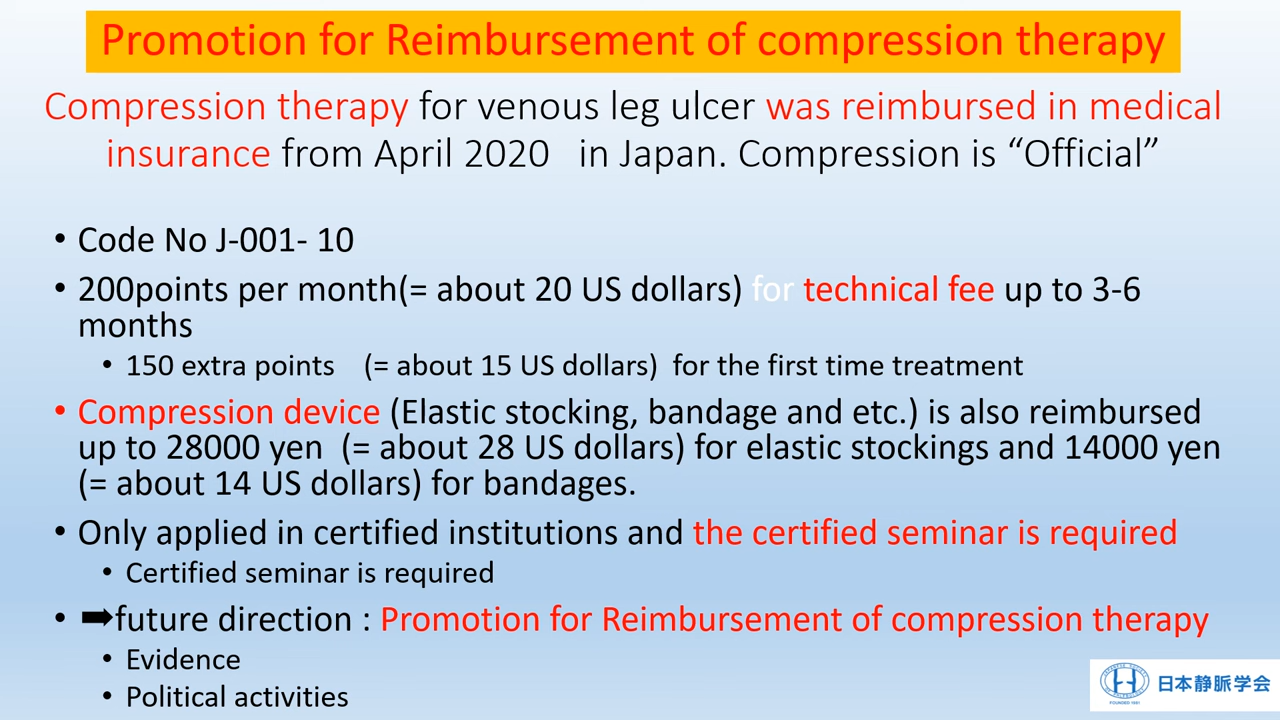 Promotion for Reimbursement of compression therapy
Compression therapy for venous leg ulcer was reimbursed in medical
insurance from April 2020 in Japan. Compression is “Official”
• Code No J-001- 10
• 200points per month(= about 20 US dollars) for technical fee up to 3-6
months
• 150 extra points (= about 15 US dollars) for the first time treatment
• Compression device (Elastic stocking, bandage and etc.) is also reimbursed
up to 28000 yen (= about 28 US dollars) for elastic stockings and 14000 yen
(= about 14 US dollars) for bandages.
• Only applied in certified institutions and the certified seminar is required
• Certified seminar is required
• ➡future direction : Promotion for Reimbursement of compression therapy
• Evidence
• Political activities
日本静脈学会